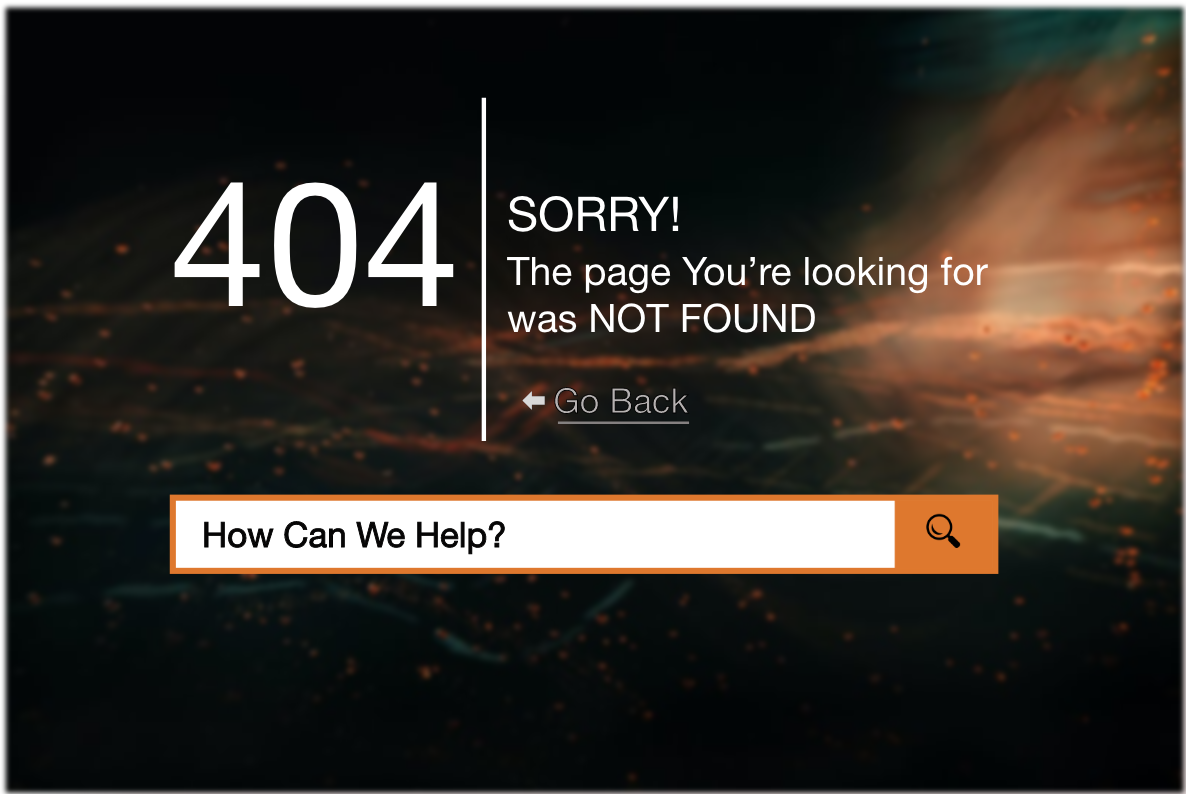 404
SORRY!
The page You’re looking for
was NOT FOUND
Go Back
How Can We Help?